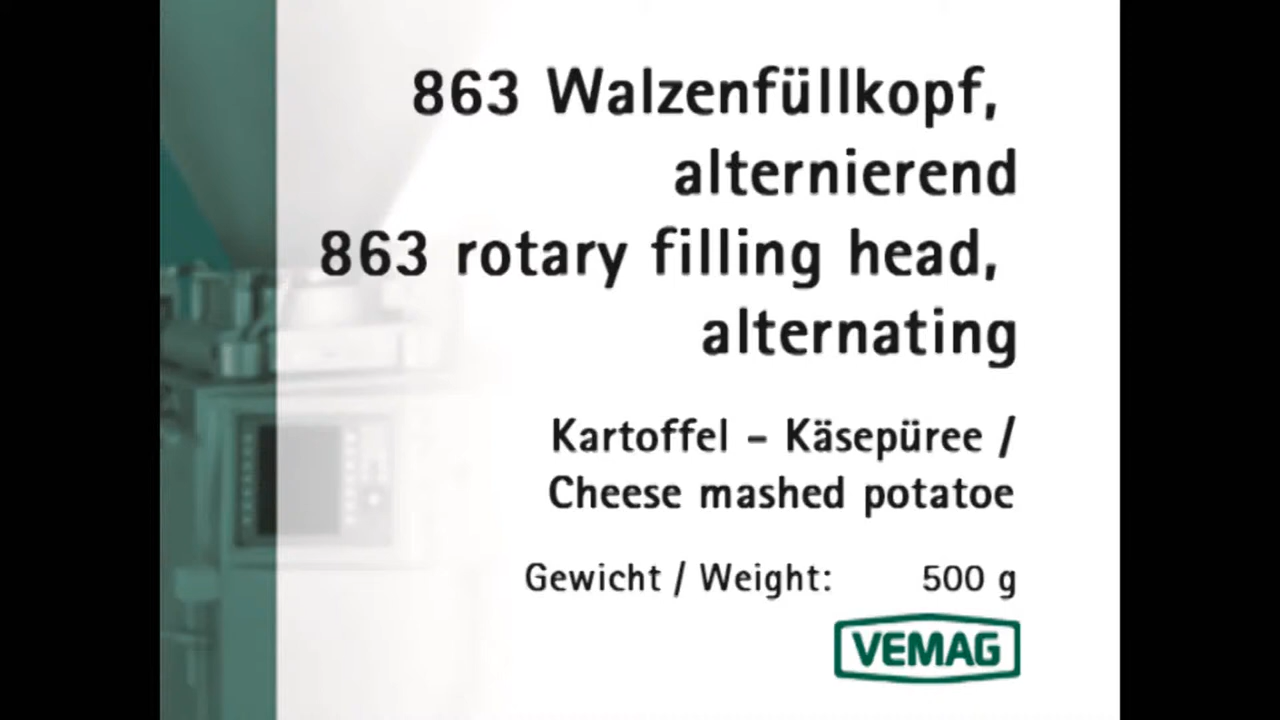 863 Walzenfüllkopf,
alternierend
863 rotary filling head,
alternating
Kartoffel – Käsepüree /
Cheese mashed potatoe
Gewicht / Weight: 500 g
VEMAG